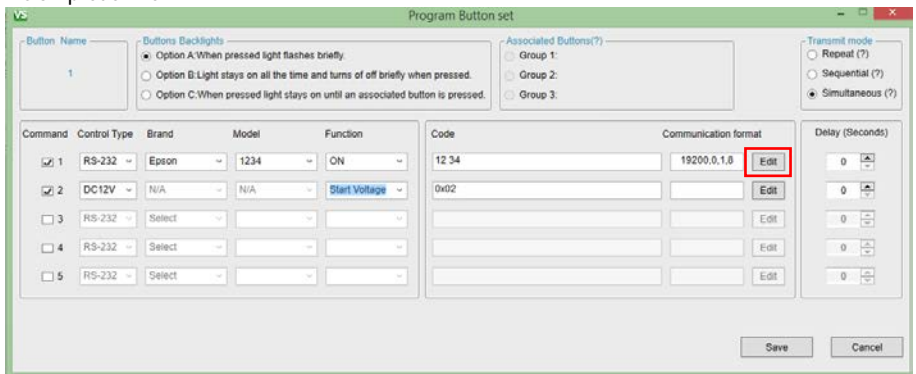 VS Program Button set
Button Name
1
Buttons Backlights
Option A:When pressed light flashes briefly.
Option B:Light stays on all the time and turns of off briefly when pressed.
Option C:When pressed light stays on until an associated button is pressed.
Associated Buttons(?)
Group 1:
Group 2:
Group 3:
Transmit mode
Repeat (?)
Sequential (?)
Simultaneous (?)
Command Control Type Brand Model Function Code Communication format Delay (Seconds)
1 RS-232 Epson 1234 ON 12 34 19200,0,1,8 Edit 0
2 DC12V N/A N/A Start Voltage 0x02 Edit 0
3 RS-232 Select Edit 0
4 RS-232 Select Edit 0
5 RS-232 Select Edit 0
Save Cancel